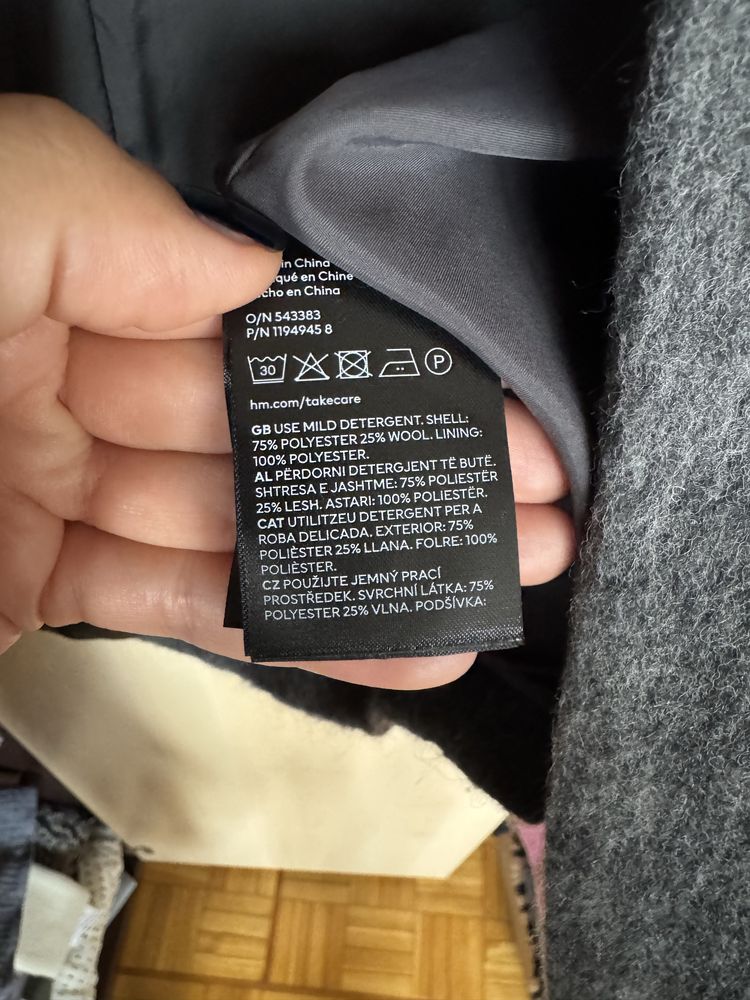 in China
qué en Chine
cho en China
O/N 543383
P/N 1194945 8
30 P
hm.com/takecare
GB USE MILD DETERGENT. SHELL:
75% POLYESTER 25% WOOL. LINING:
100% POLYESTER.
AL PËRDORNI DETERGJENT TË BUTË.
SHTRESA E JASHTME: 75% POLIESTËR
25% LESH. ASTARI: 100% POLIESTËR.
CAT UTILITZEU DETERGENT PER A
ROBA DELICADA. EXTERIOR: 75%
POLIÈSTER 25% LLANA. FOLRE: 100%
POLIÈSTER.
CZ POUŽIJTE JEMNÝ PRACÍ
PROSTŘEDEK. SVRCHNÍ LÁTKA: 75%
POLYESTER 25% VLNA. PODŠÍVKA: